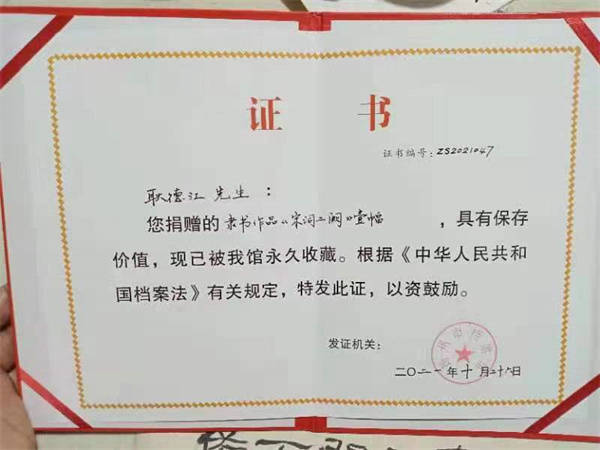 证书
证书编号：ZS2021047
耿德江 先生：
您捐赠的隶书作品《宋词二阕》壹幅，具有保存
价值，现已被我馆永久收藏。根据《中华人民共和
国档案法》有关规定，特发此证，以资鼓励。
发证机关：
二〇二一年十月二十八日